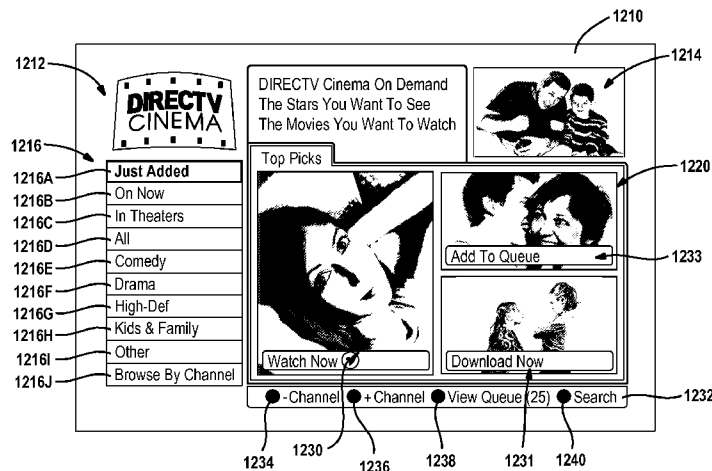 1210
1212
1214
DIRECTV
CINEMA
DIRECTV Cinema On Demand
The Stars You Want To See
The Movies You Want To Watch
1216
Top Picks
1220
1216A Just Added
1216B On Now
1216C In Theaters
1216D All
1216E Comedy
1216F Drama
1216G High-Def
1216H Kids & Family
1216I Other
1216J Browse By Channel
Add To Queue
1233
Watch Now
Download Now
- Channel + Channel View Queue (25) Search
1232
1234 1230 1236 1238 1231 1240